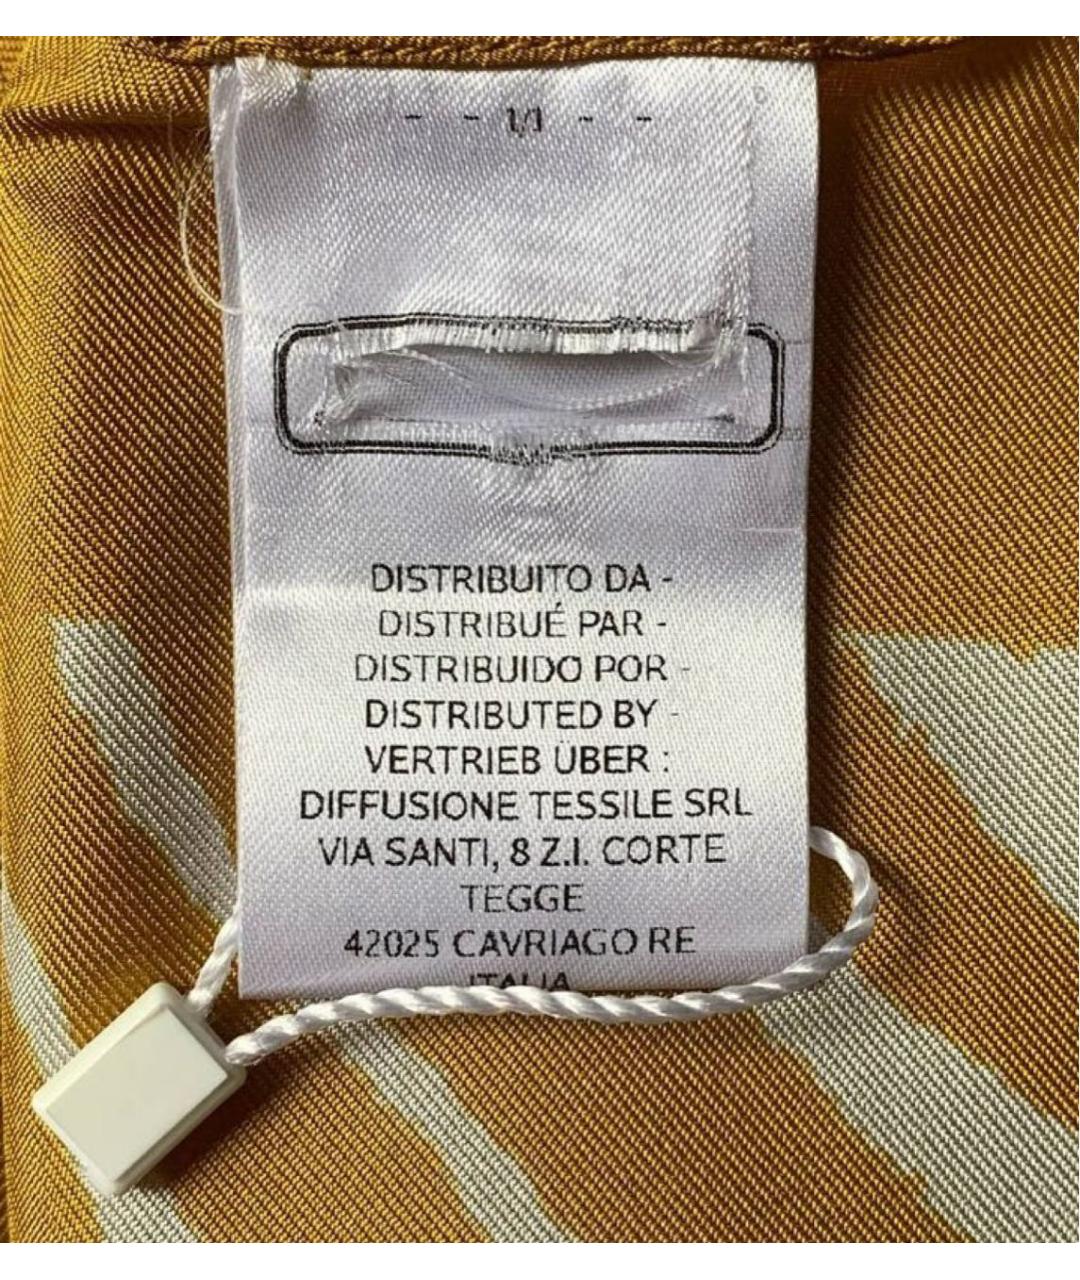 - - 1/1 - -
DISTRIBUITO DA -
DISTRIBUÉ PAR -
DISTRIBUIDO POR -
DISTRIBUTED BY -
VERTRIEB ÜBER :
DIFFUSIONE TESSILE SRL
VIA SANTI, 8 Z.I. CORTE
TEGGE
42025 CAVRIAGO RE
ITALIA